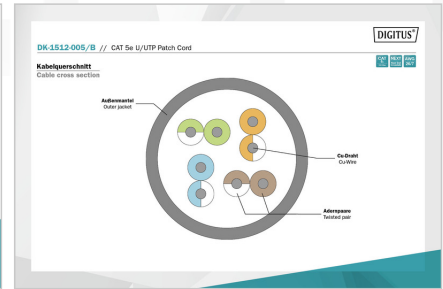 DIGITUS®
DK-1512-005/B // CAT 5e U/UTP Patch Cord
Kabelquerschnitt
Cable cross section
Außenmantel
Outer jacket
Cu-Draht
Cu-Wire
Adernpaare
Twisted pair